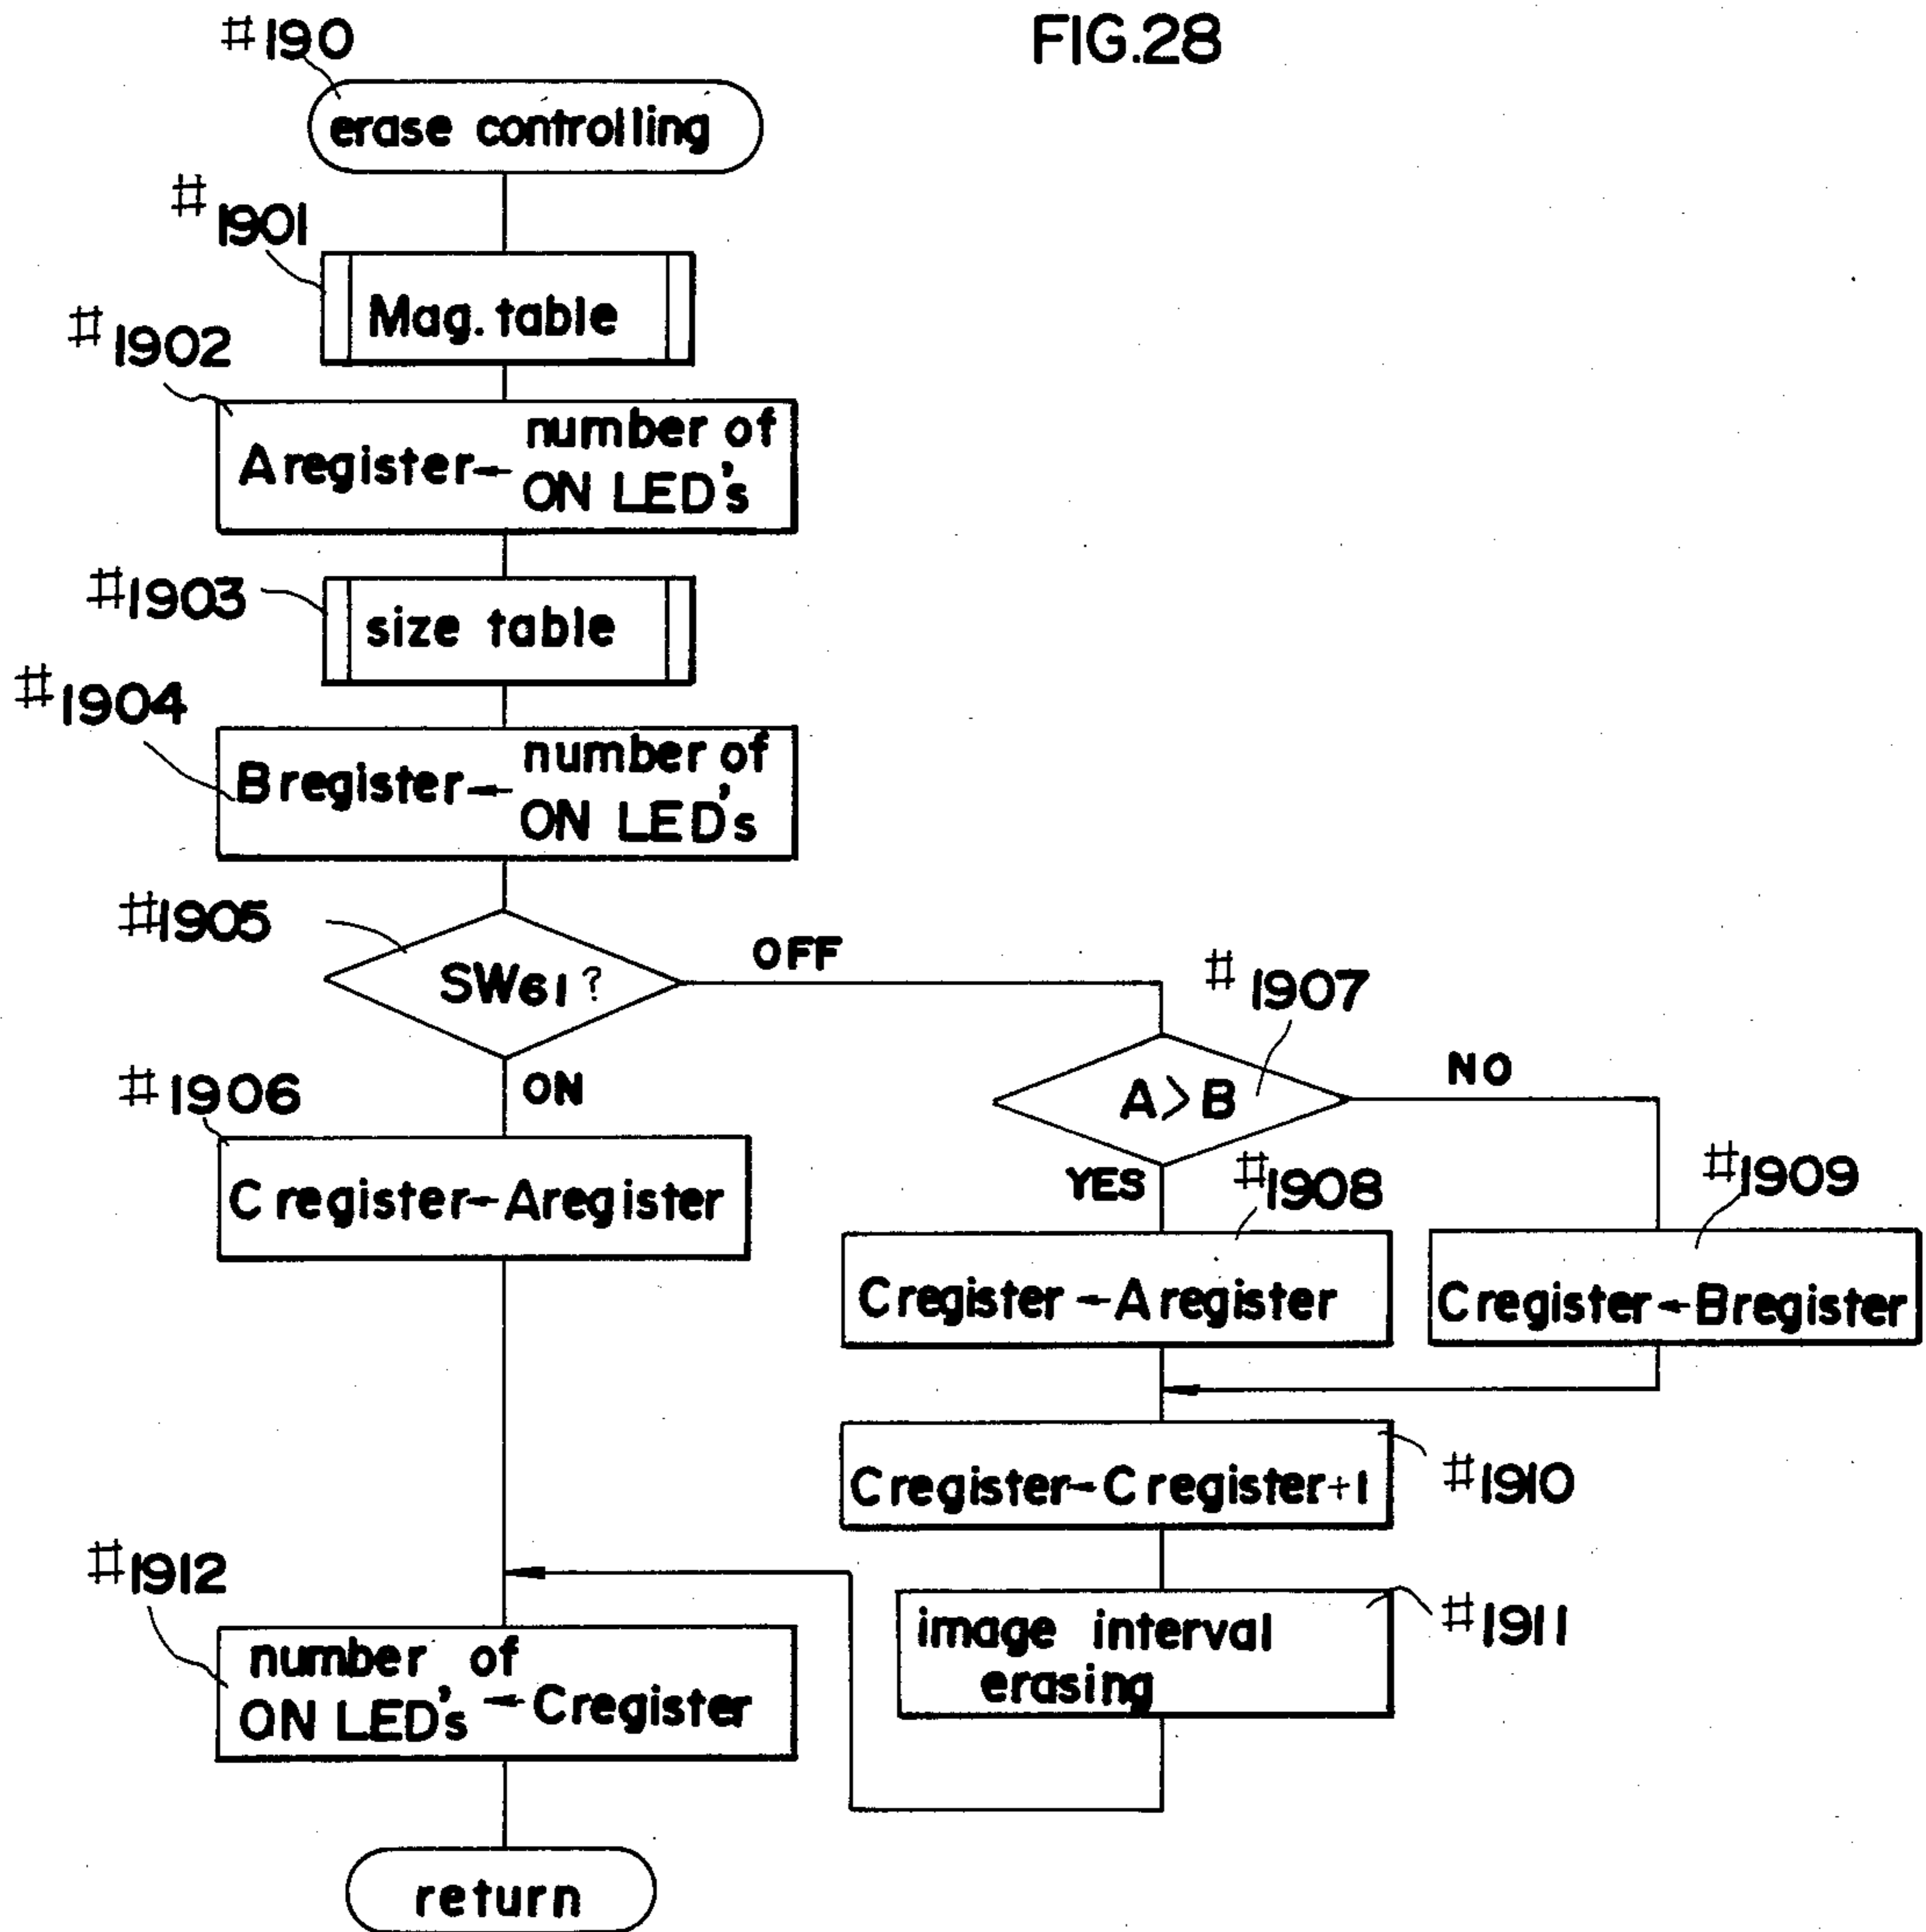 FIG.28
#190
erase controlling
#1901
Mag. table
#1902
A register ← number of
ON LED's
#1903
size table
#1904
B register ← number of
ON LED's
#1905
SW61?
OFF
ON
#1906
C register ← A register
#1907
A>B
NO
YES
#1908
C register ← A register
#1909
C register ← B register
C register ← C register+1
#1910
image interval
erasing
#1911
#1912
number of
ON LED's ← C register
return